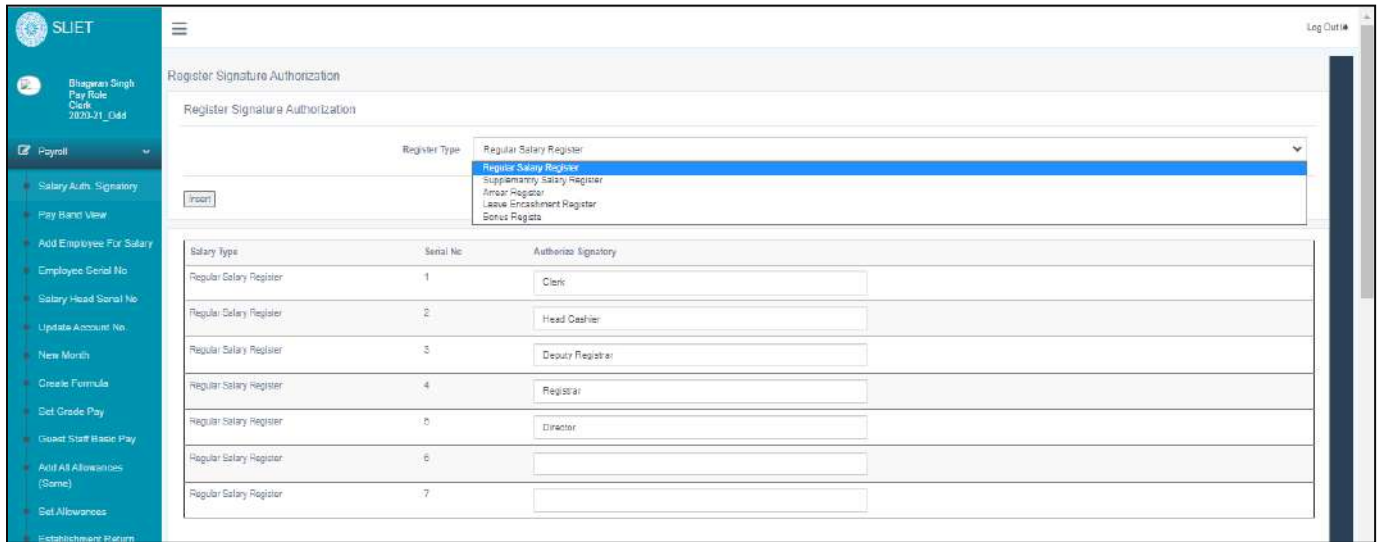 SLIET
Log Out
Bhagwan Singh
Pay Role
Clerk
2020-21_Odd
Register Signature Authorization
Register Signature Authorization
Payroll
Register Type
Regular Salary Register
Regular Salary Register
Supplemantry Salary Register
Arrear Register
Leave Encashment Register
Bonus Registe
Insert
Salary Auth. Signatory
Pay Band View
Add Employee For Salary
Employee Serial No
Salary Head Serial No
Update Account No.
New Month
Create Formula
Set Grade Pay
Guest Staff Basic Pay
Add All Allowances
(Same)
Set Allowances
Establishment Return
Salary Type Serial No Authorize Signatory
Regular Salary Register 1 Clerk
Regular Salary Register 2 Head Cashier
Regular Salary Register 3 Deputy Registrar
Regular Salary Register 4 Registrar
Regular Salary Register 5 Director
Regular Salary Register 6
Regular Salary Register 7